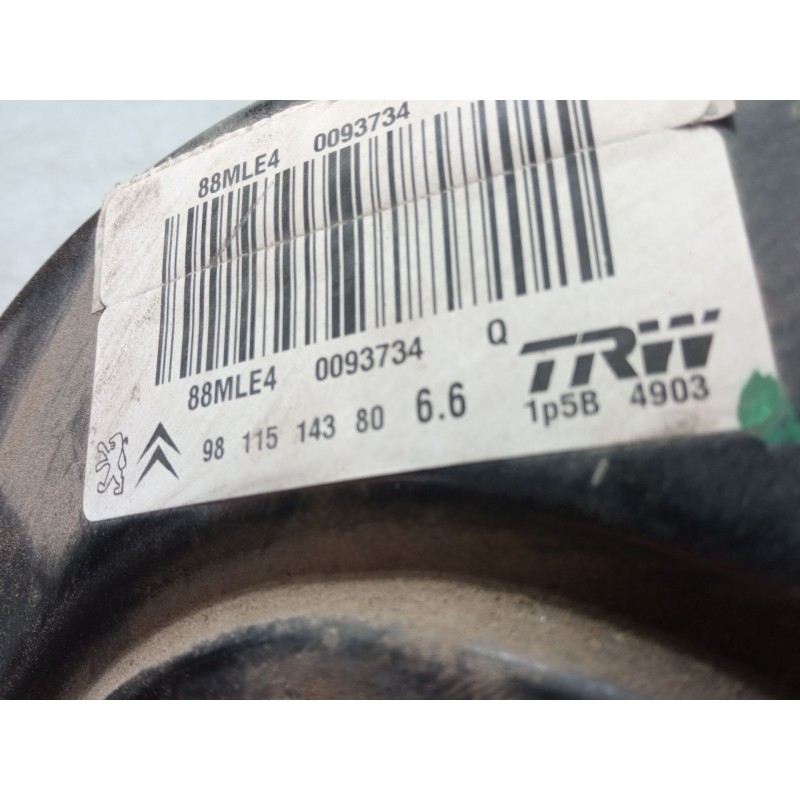 88MLE4 0093734
88MLE4 0093734 Q
TRW
98 115 143 80 6.6 1p5B 4903